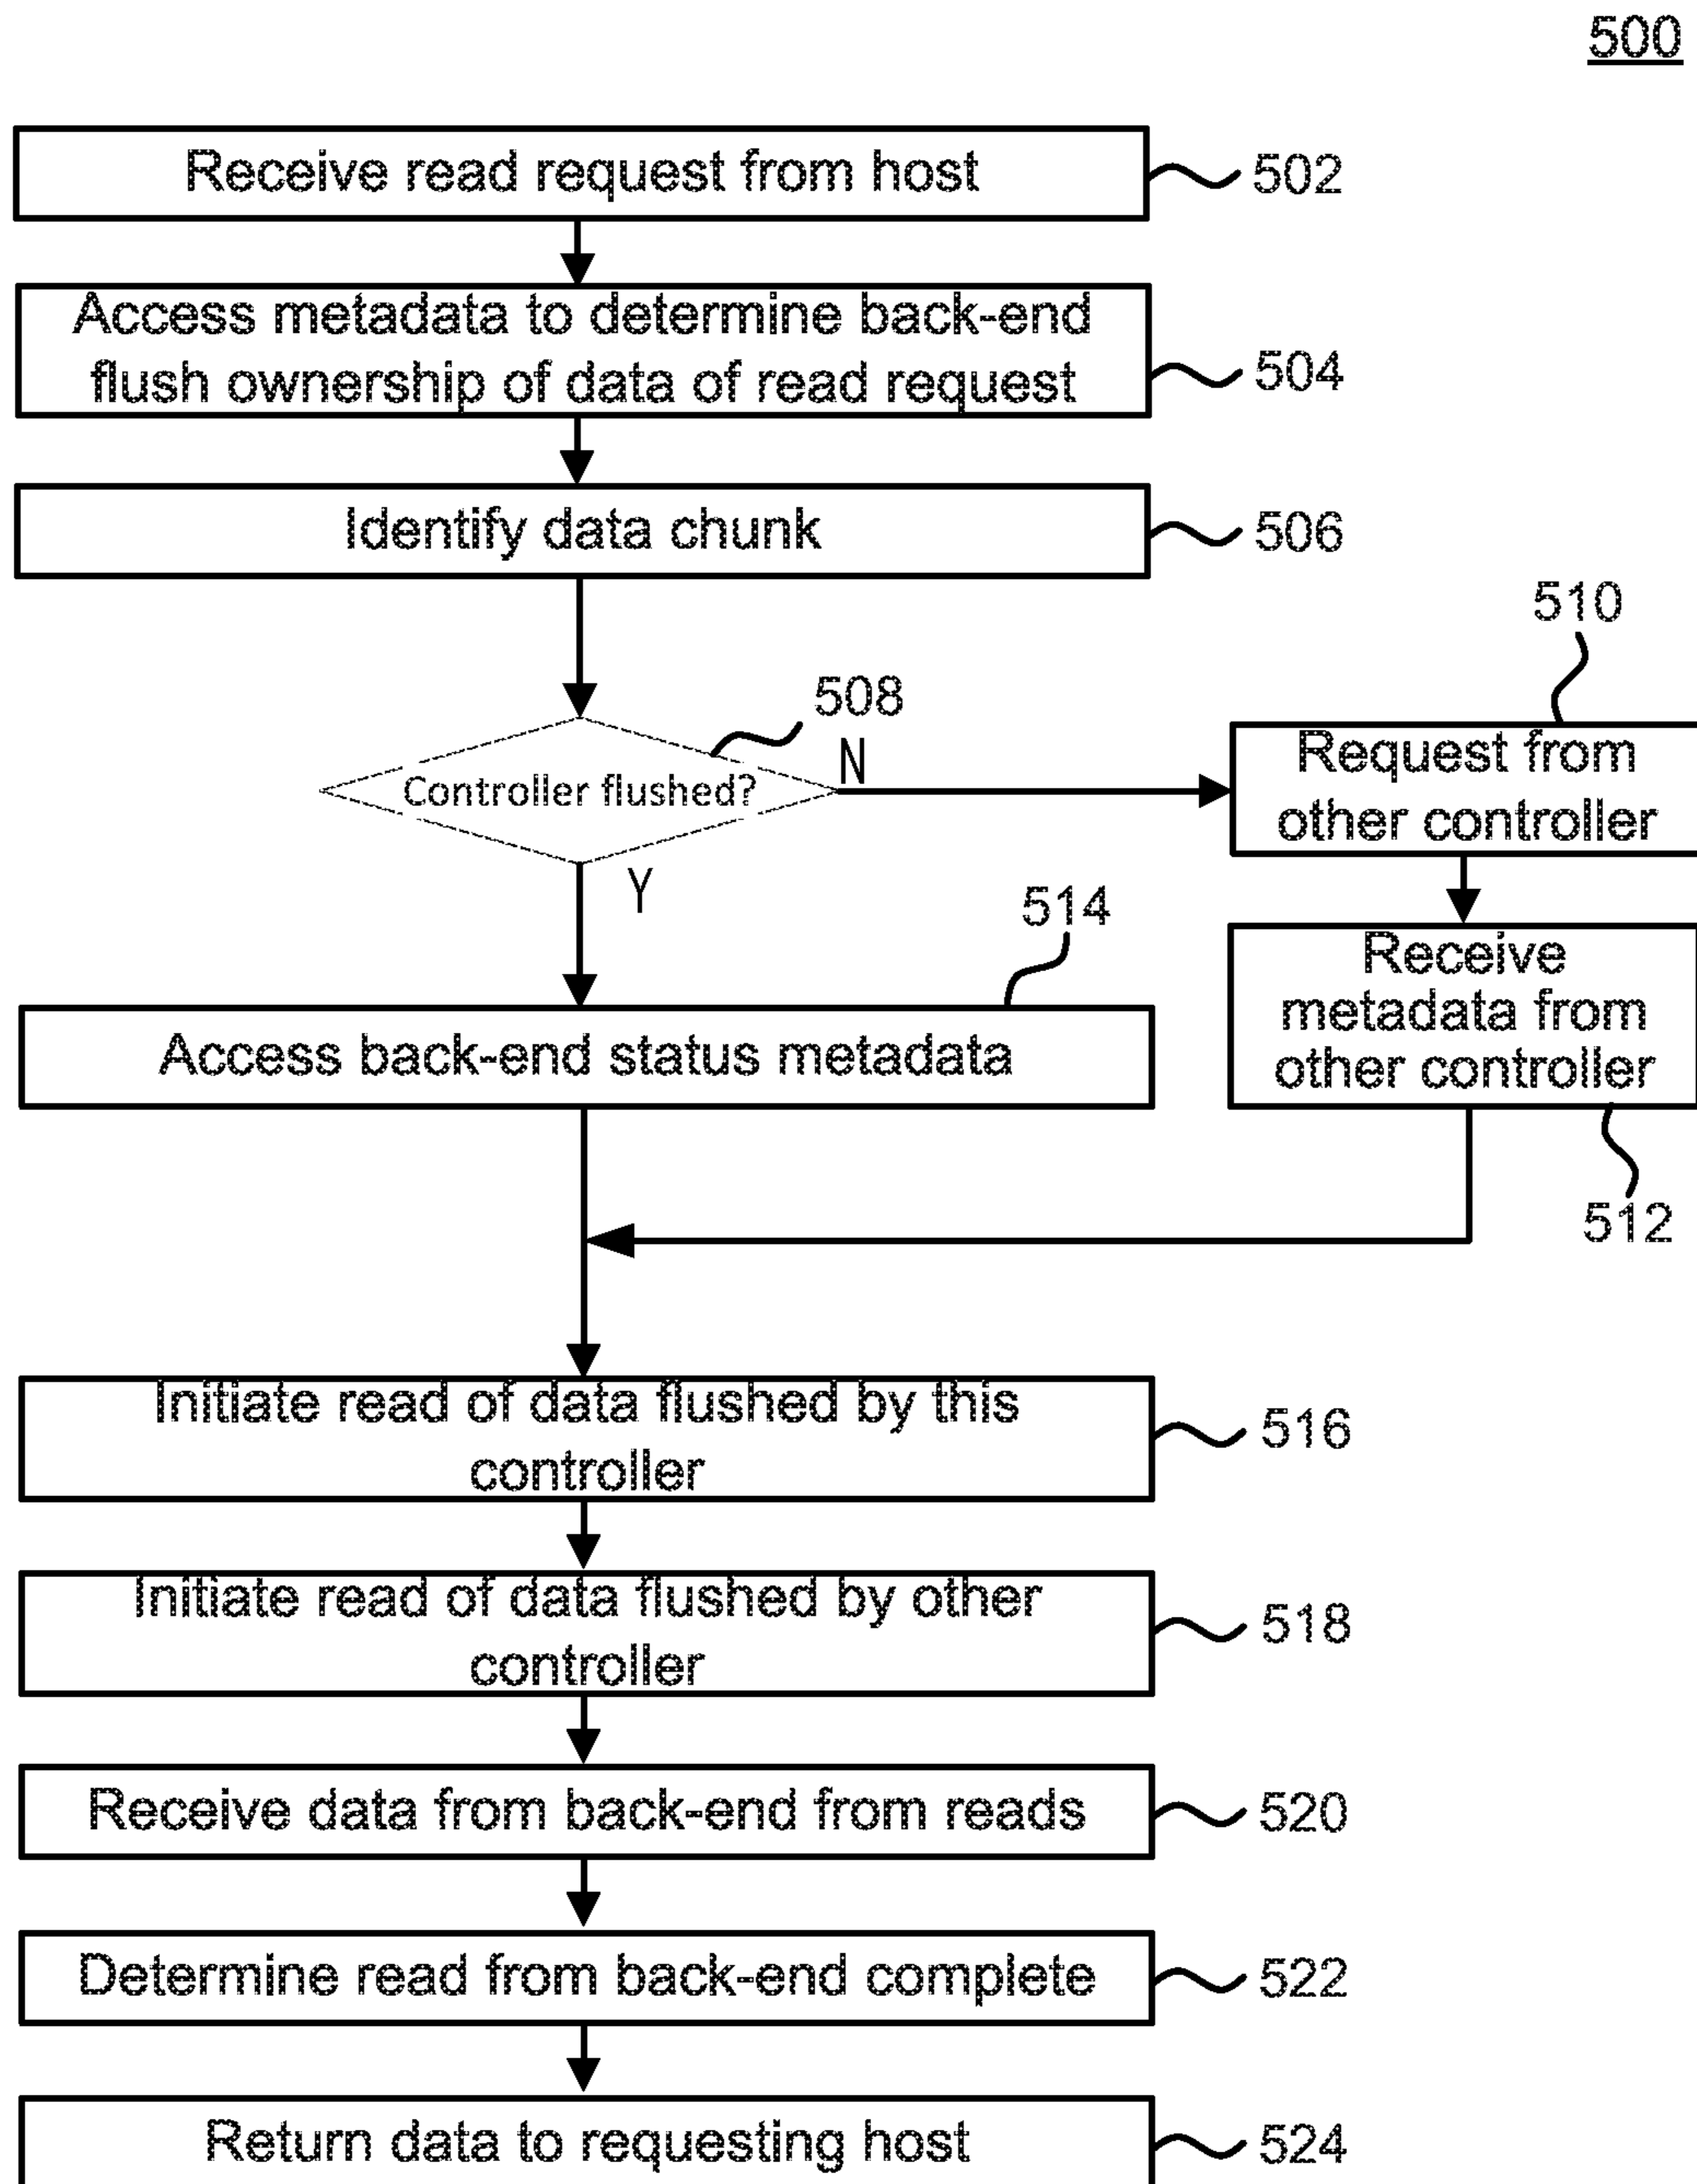 500
Receive read request from host
502
Access metadata to determine back-end
flush ownership of data of read request
504
Identify data chunk
506
510
508
Controller flushed?
N
Request from
other controller
Y
514
Receive
metadata from
other controller
Access back-end status metadata
512
Initiate read of data flushed by this
controller
516
Initiate read of data flushed by other
controller
518
Receive data from back-end from reads
520
Determine read from back-end complete
522
Return data to requesting host
524